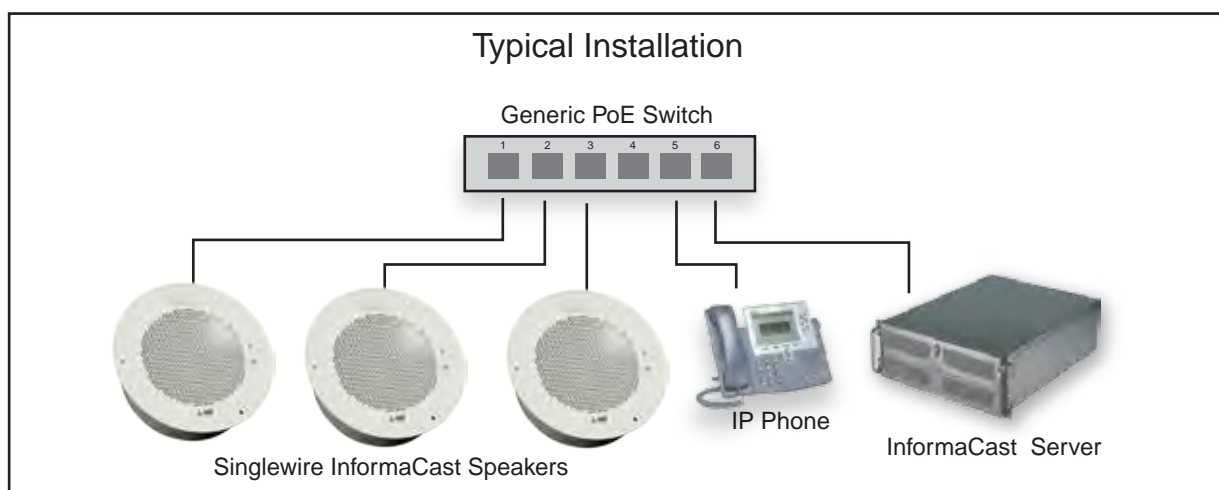 Typical Installation
Generic PoE Switch
1 2 3 4 5 6
IP Phone
InformaCast Server
Singlewire InformaCast Speakers